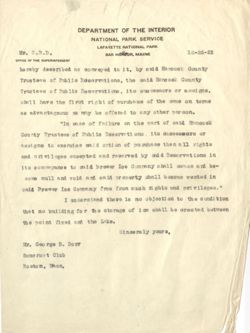 DEPARTMENT OF THE INTERIOR
NATIONAL PARK SERVICE
LAFAYETTE NATIONAL PARK
BAR HARBOR, MAINE
Mr. G.B.D. 12-26-22
OFFICE OF THE SUPERINTENDENT
hereby described as conveyed to it, by said Hancock County
Trustees of Public Reservations, the said Hancock County
Trustees of Public Reservations, its successors or assigns,
shall have the first right of purchase of the same on terms
as advantageous as may be offered to any other person.
"In case of failure on the part of said Hancock
County Trustees of Public Reservations its successors or
assigns to exercise said option of purchase then all rights
and privileges excepted and reserved by said Reservations in
its conveyance to said Brewer Ice Company shall cease and be-
come null and void and said property shall become vested in
said Brewer Ice Company free from such rights and privileges."
I understand there is no objection to the condition
that no building for the storage of ice shall be erected between
the point fixed and the Lake.
Sincerely yours,
Mr. George B. Dorr
Somerset Club
Boston, Mass.